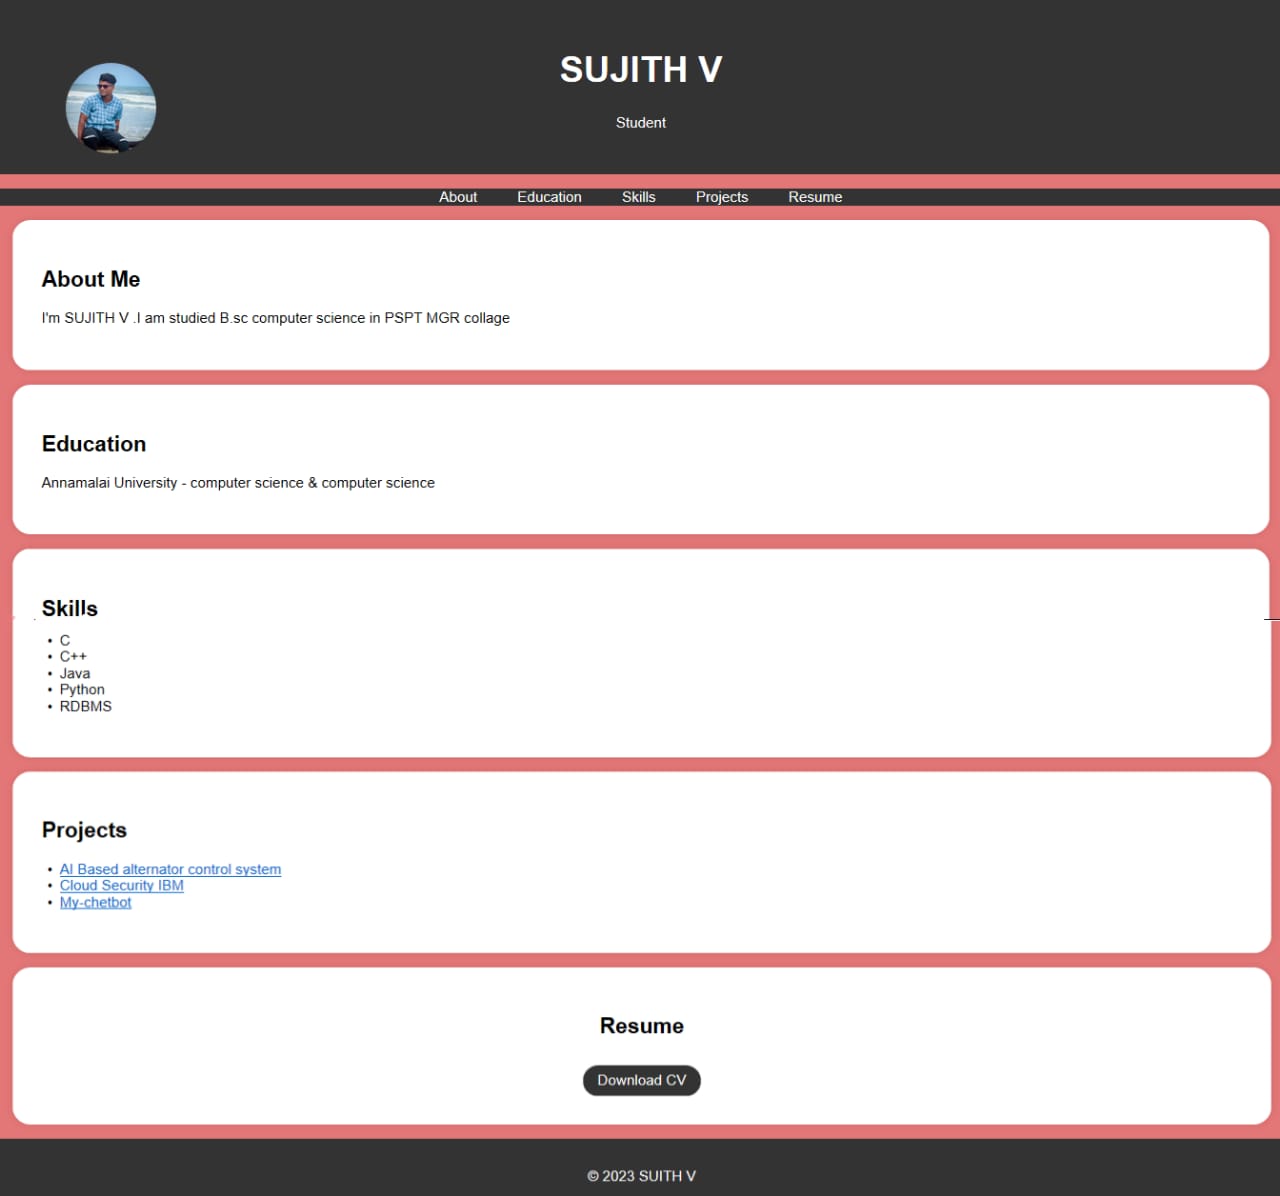 SUJITH V
Student
About Education Skills Projects Resume
About Me
I'm SUJITH V .I am studied B.sc computer science in PSPT MGR collage
Education
Annamalai University - computer science & computer science
Skills
• C
• C++
• Java
• Python
• RDBMS
Projects
• AI Based alternator control system
• Cloud Security IBM
• My-chetbot
Resume
Download CV
© 2023 SUITH V